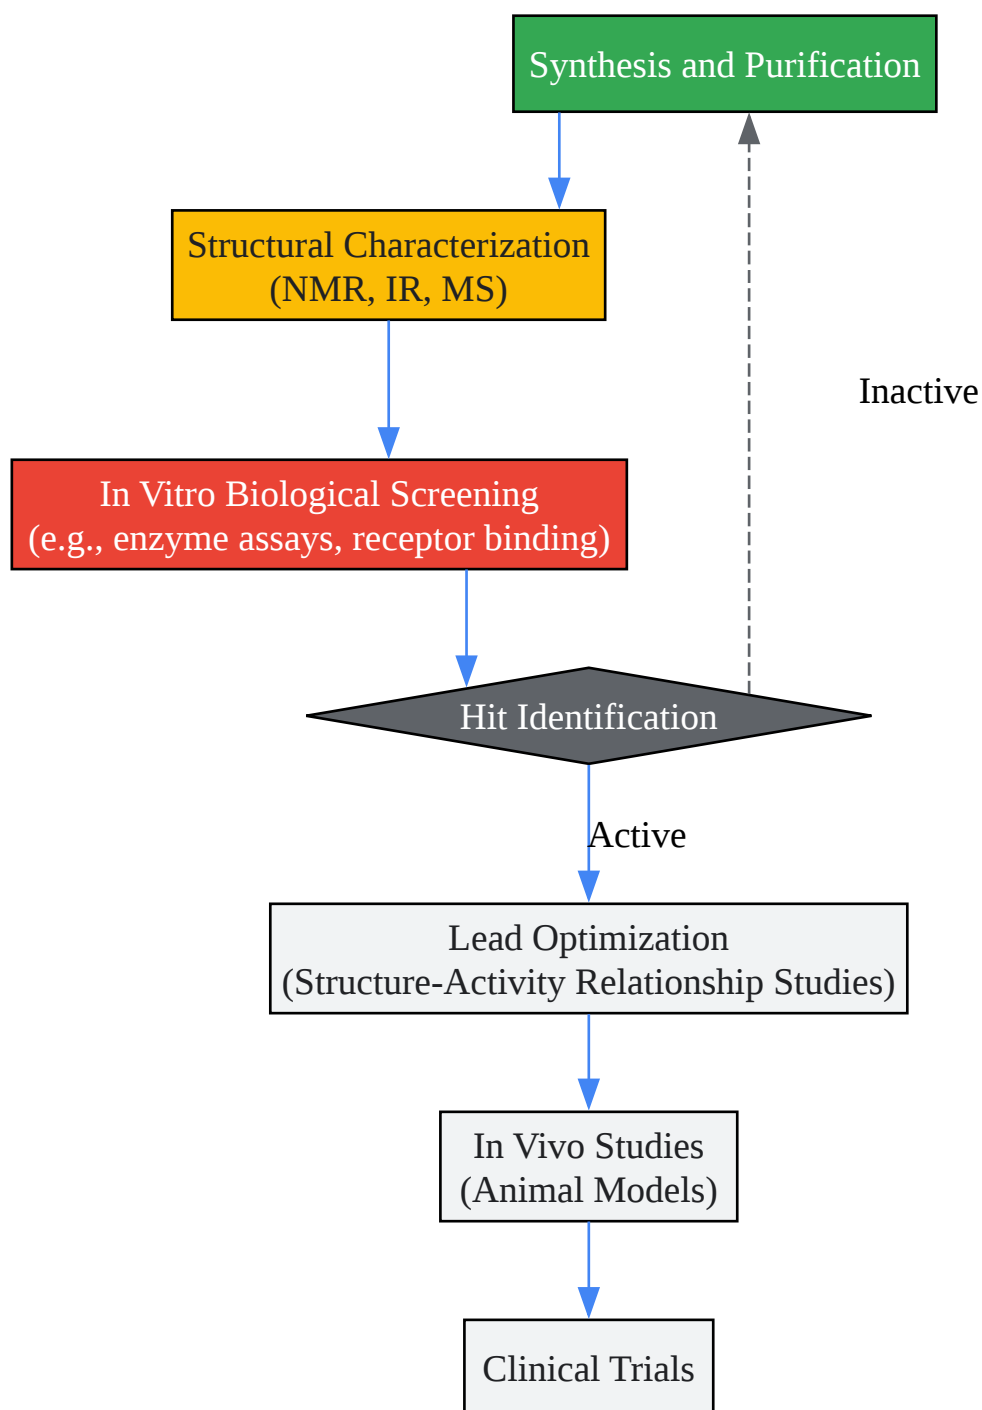 Synthesis and Purification
Structural Characterization
(NMR, IR, MS)
Inactive
In Vitro Biological Screening
(e.g., enzyme assays, receptor binding)
Hit Identification
Active
Lead Optimization
(Structure-Activity Relationship Studies)
In Vivo Studies
(Animal Models)
Clinical Trials